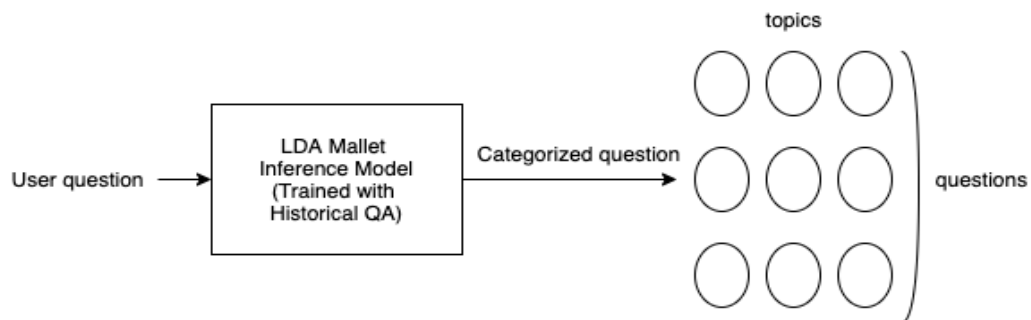 topics
LDA Mallet
Inference Model
(Trained with
Historical QA)
User question
Categorized question
questions